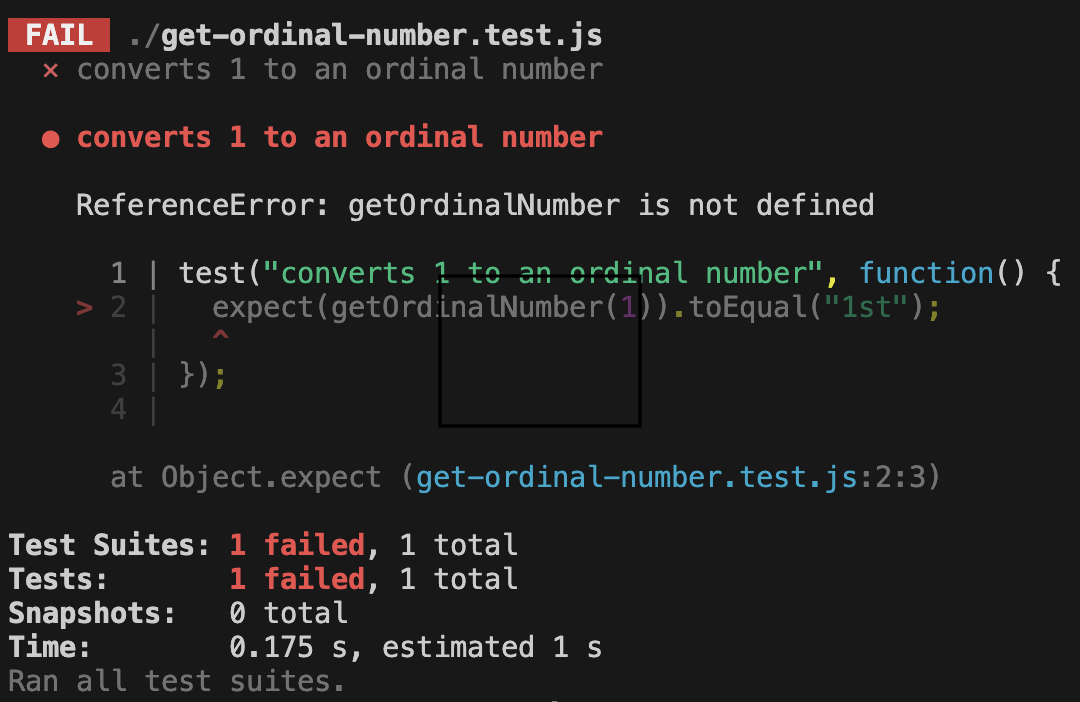 FAIL ./get-ordinal-number.test.js
✕ converts 1 to an ordinal number
● converts 1 to an ordinal number
ReferenceError: getOrdinalNumber is not defined
1 | test("converts 1 to an ordinal number", function() {
> 2 | expect(getOrdinalNumber(1)).toEqual("1st");
| ^
3 | });
4 |
at Object.expect (get-ordinal-number.test.js:2:3)
Test Suites: 1 failed, 1 total
Tests: 1 failed, 1 total
Snapshots: 0 total
Time: 0.175 s, estimated 1 s
Ran all test suites.